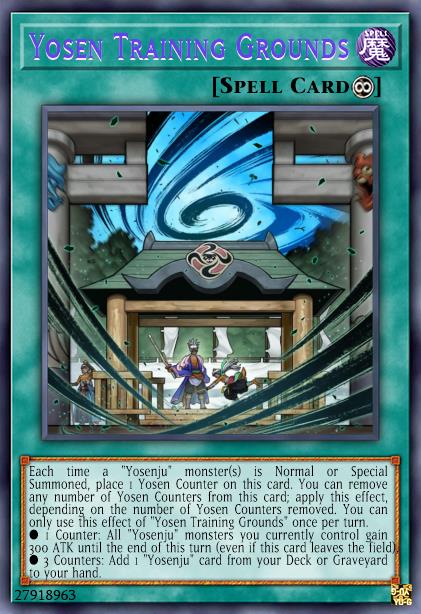 Yosen Training Grounds
SPELL
魔
[Spell Card]
Each time a "Yosenju" monster(s) is Normal or Special
Summoned, place 1 Yosen Counter on this card. You can remove
any number of Yosen Counters from this card; apply this effect,
depending on the number of Yosen Counters removed. You can
only use this effect of "Yosen Training Grounds" once per turn.
● 1 Counter: All "Yosenju" monsters you currently control gain
300 ATK until the end of this turn (even if this card leaves the field).
● 3 Counters: Add 1 "Yosenju" card from your Deck or Graveyard
to your hand.
27918963